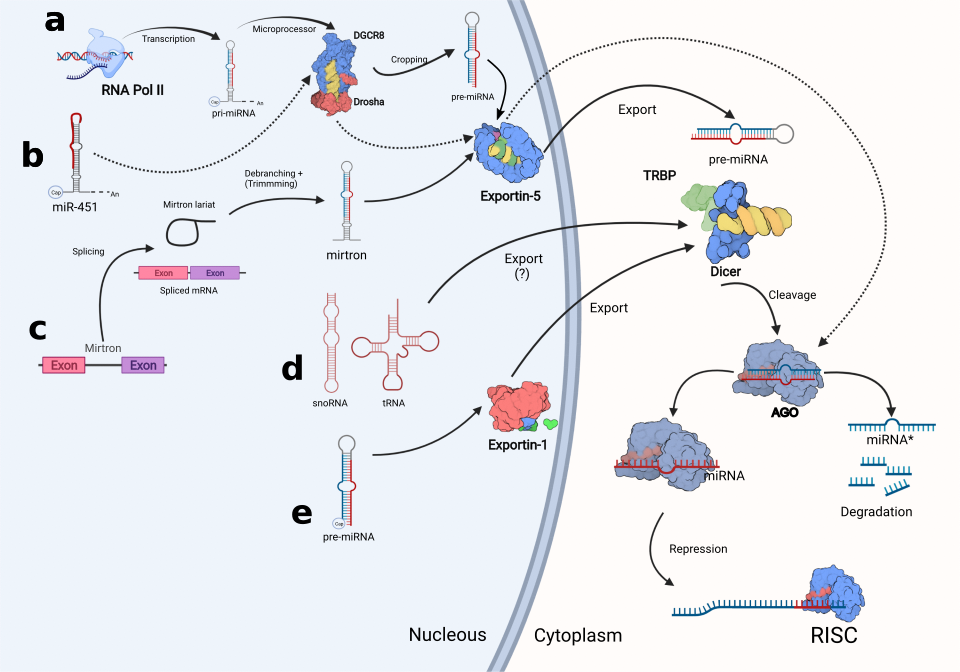 a
Transcription
RNA Pol II
Cap
An
pri-miRNA
Microprocessor
DGCR8
Drosha
Cropping
pre-miRNA
b
Cap
An
miR-451
Debranching +
(Trimmming)
mirtron
Exportin-5
Export
pre-miRNA
TRBP
Dicer
Splicing
Mirtron lariat
Exon Exon
Spliced mRNA
c
Mirtron
Exon Exon
Export
(?)
d
snoRNA
tRNA
Export
Cleavage
AGO
Exportin-1
e
Cap
pre-miRNA
miRNA
miRNA*
Degradation
Repression
RISC
Nucleous
Cytoplasm